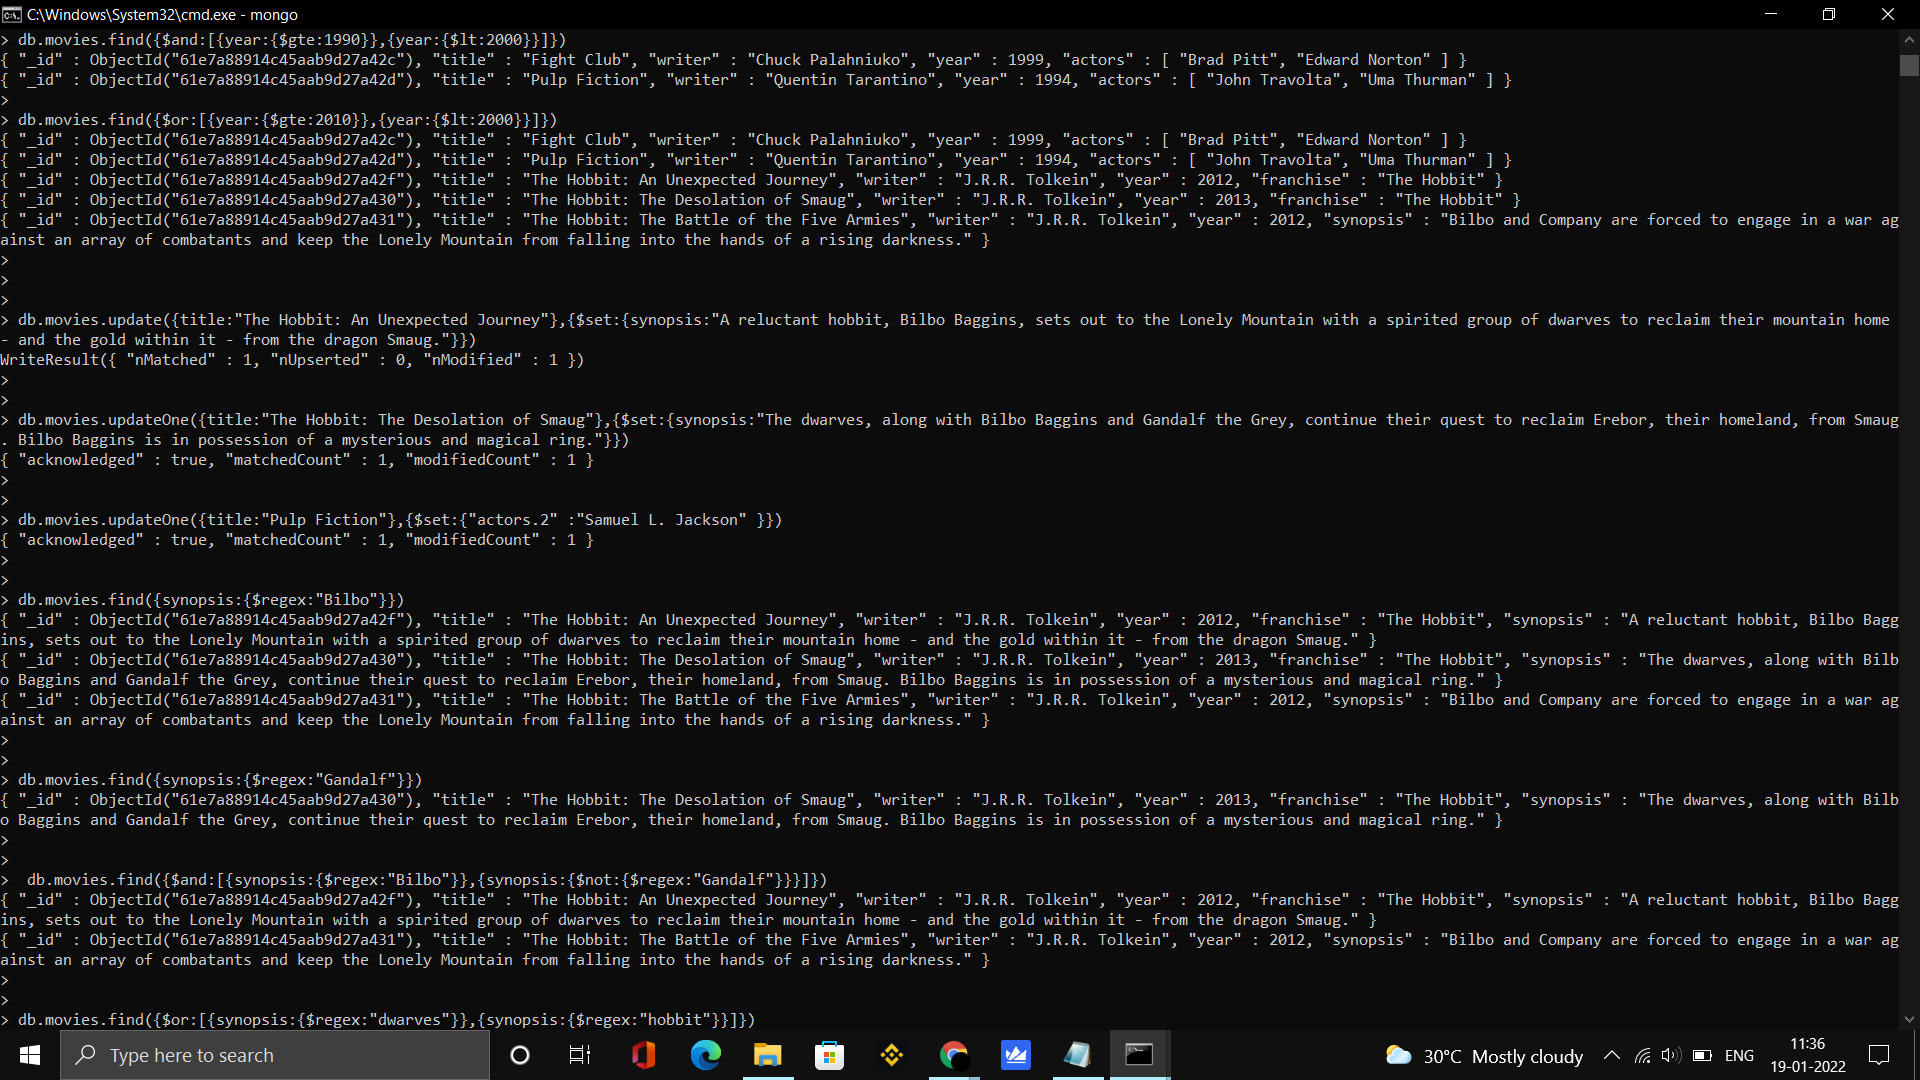 C:\Windows\System32\cmd.exe - mongo
> db.movies.find({$and:[{year:{$gte:1990}},{year:{$lt:2000}}]})
{ "_id" : ObjectId("61e7a88914c45aab9d27a42c"), "title" : "Fight Club", "writer" : "Chuck Palahniuko", "year" : 1999, "actors" : [ "Brad Pitt", "Edward Norton" ] }
{ "_id" : ObjectId("61e7a88914c45aab9d27a42d"), "title" : "Pulp Fiction", "writer" : "Quentin Tarantino", "year" : 1994, "actors" : [ "John Travolta", "Uma Thurman" ] }
>
> db.movies.find({$or:[{year:{$gte:2010}},{year:{$lt:2000}}]})
{ "_id" : ObjectId("61e7a88914c45aab9d27a42c"), "title" : "Fight Club", "writer" : "Chuck Palahniuko", "year" : 1999, "actors" : [ "Brad Pitt", "Edward Norton" ] }
{ "_id" : ObjectId("61e7a88914c45aab9d27a42d"), "title" : "Pulp Fiction", "writer" : "Quentin Tarantino", "year" : 1994, "actors" : [ "John Travolta", "Uma Thurman" ] }
{ "_id" : ObjectId("61e7a88914c45aab9d27a42f"), "title" : "The Hobbit: An Unexpected Journey", "writer" : "J.R.R. Tolkein", "year" : 2012, "franchise" : "The Hobbit" }
{ "_id" : ObjectId("61e7a88914c45aab9d27a430"), "title" : "The Hobbit: The Desolation of Smaug", "writer" : "J.R.R. Tolkein", "year" : 2013, "franchise" : "The Hobbit" }
{ "_id" : ObjectId("61e7a88914c45aab9d27a431"), "title" : "The Hobbit: The Battle of the Five Armies", "writer" : "J.R.R. Tolkein", "year" : 2012, "synopsis" : "Bilbo and Company are forced to engage in a war ag
ainst an array of combatants and keep the Lonely Mountain from falling into the hands of a rising darkness." }
>
>
>
> db.movies.update({title:"The Hobbit: An Unexpected Journey"},{$set:{synopsis:"A reluctant hobbit, Bilbo Baggins, sets out to the Lonely Mountain with a spirited group of dwarves to reclaim their mountain home
- and the gold within it - from the dragon Smaug."}})
WriteResult({ "nMatched" : 1, "nUpserted" : 0, "nModified" : 1 })
>
>
> db.movies.updateOne({title:"The Hobbit: The Desolation of Smaug"},{$set:{synopsis:"The dwarves, along with Bilbo Baggins and Gandalf the Grey, continue their quest to reclaim Erebor, their homeland, from Smaug
. Bilbo Baggins is in possession of a mysterious and magical ring."}})
{ "acknowledged" : true, "matchedCount" : 1, "modifiedCount" : 1 }
>
>
> db.movies.updateOne({title:"Pulp Fiction"},{$set:{"actors.2" :"Samuel L. Jackson" }})
{ "acknowledged" : true, "matchedCount" : 1, "modifiedCount" : 1 }
>
>
> db.movies.find({synopsis:{$regex:"Bilbo"}})
{ "_id" : ObjectId("61e7a88914c45aab9d27a42f"), "title" : "The Hobbit: An Unexpected Journey", "writer" : "J.R.R. Tolkein", "year" : 2012, "franchise" : "The Hobbit", "synopsis" : "A reluctant hobbit, Bilbo Bagg
ins, sets out to the Lonely Mountain with a spirited group of dwarves to reclaim their mountain home - and the gold within it - from the dragon Smaug." }
{ "_id" : ObjectId("61e7a88914c45aab9d27a430"), "title" : "The Hobbit: The Desolation of Smaug", "writer" : "J.R.R. Tolkein", "year" : 2013, "franchise" : "The Hobbit", "synopsis" : "The dwarves, along with Bilb
o Baggins and Gandalf the Grey, continue their quest to reclaim Erebor, their homeland, from Smaug. Bilbo Baggins is in possession of a mysterious and magical ring." }
{ "_id" : ObjectId("61e7a88914c45aab9d27a431"), "title" : "The Hobbit: The Battle of the Five Armies", "writer" : "J.R.R. Tolkein", "year" : 2012, "synopsis" : "Bilbo and Company are forced to engage in a war ag
ainst an array of combatants and keep the Lonely Mountain from falling into the hands of a rising darkness." }
>
>
> db.movies.find({synopsis:{$regex:"Gandalf"}})
{ "_id" : ObjectId("61e7a88914c45aab9d27a430"), "title" : "The Hobbit: The Desolation of Smaug", "writer" : "J.R.R. Tolkein", "year" : 2013, "franchise" : "The Hobbit", "synopsis" : "The dwarves, along with Bilb
o Baggins and Gandalf the Grey, continue their quest to reclaim Erebor, their homeland, from Smaug. Bilbo Baggins is in possession of a mysterious and magical ring." }
>
>
>  db.movies.find({$and:[{synopsis:{$regex:"Bilbo"}},{synopsis:{$not:{$regex:"Gandalf"}}}]})
{ "_id" : ObjectId("61e7a88914c45aab9d27a42f"), "title" : "The Hobbit: An Unexpected Journey", "writer" : "J.R.R. Tolkein", "year" : 2012, "franchise" : "The Hobbit", "synopsis" : "A reluctant hobbit, Bilbo Bagg
ins, sets out to the Lonely Mountain with a spirited group of dwarves to reclaim their mountain home - and the gold within it - from the dragon Smaug." }
{ "_id" : ObjectId("61e7a88914c45aab9d27a431"), "title" : "The Hobbit: The Battle of the Five Armies", "writer" : "J.R.R. Tolkein", "year" : 2012, "synopsis" : "Bilbo and Company are forced to engage in a war ag
ainst an array of combatants and keep the Lonely Mountain from falling into the hands of a rising darkness." }
>
>
> db.movies.find({$or:[{synopsis:{$regex:"dwarves"}},{synopsis:{$regex:"hobbit"}}]})
Type here to search
30°C Mostly cloudy
ENG
11:36
19-01-2022